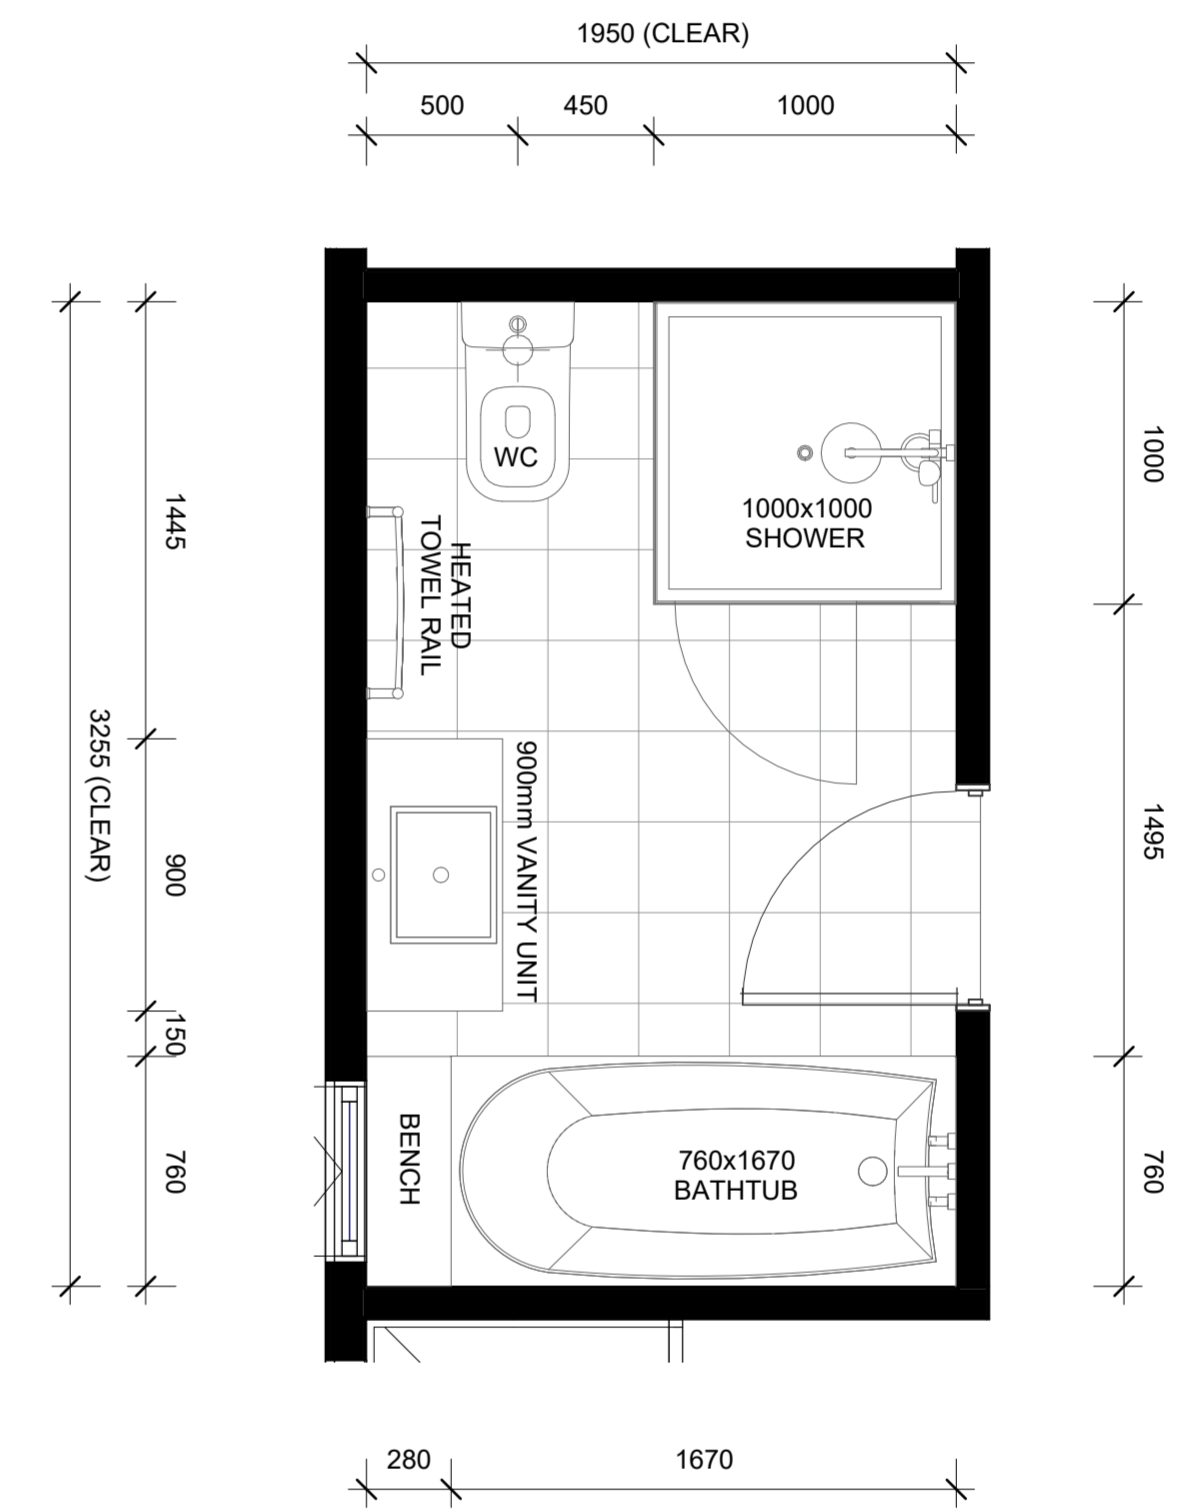 1950 (CLEAR)
500
450
1000
WC
1000x1000
SHOWER
HEATED
TOWEL RAIL
900mm VANITY UNIT
BENCH
760x1670
BATHTUB
3255 (CLEAR)
1445
900
150
760
1000
1495
760
280
1670